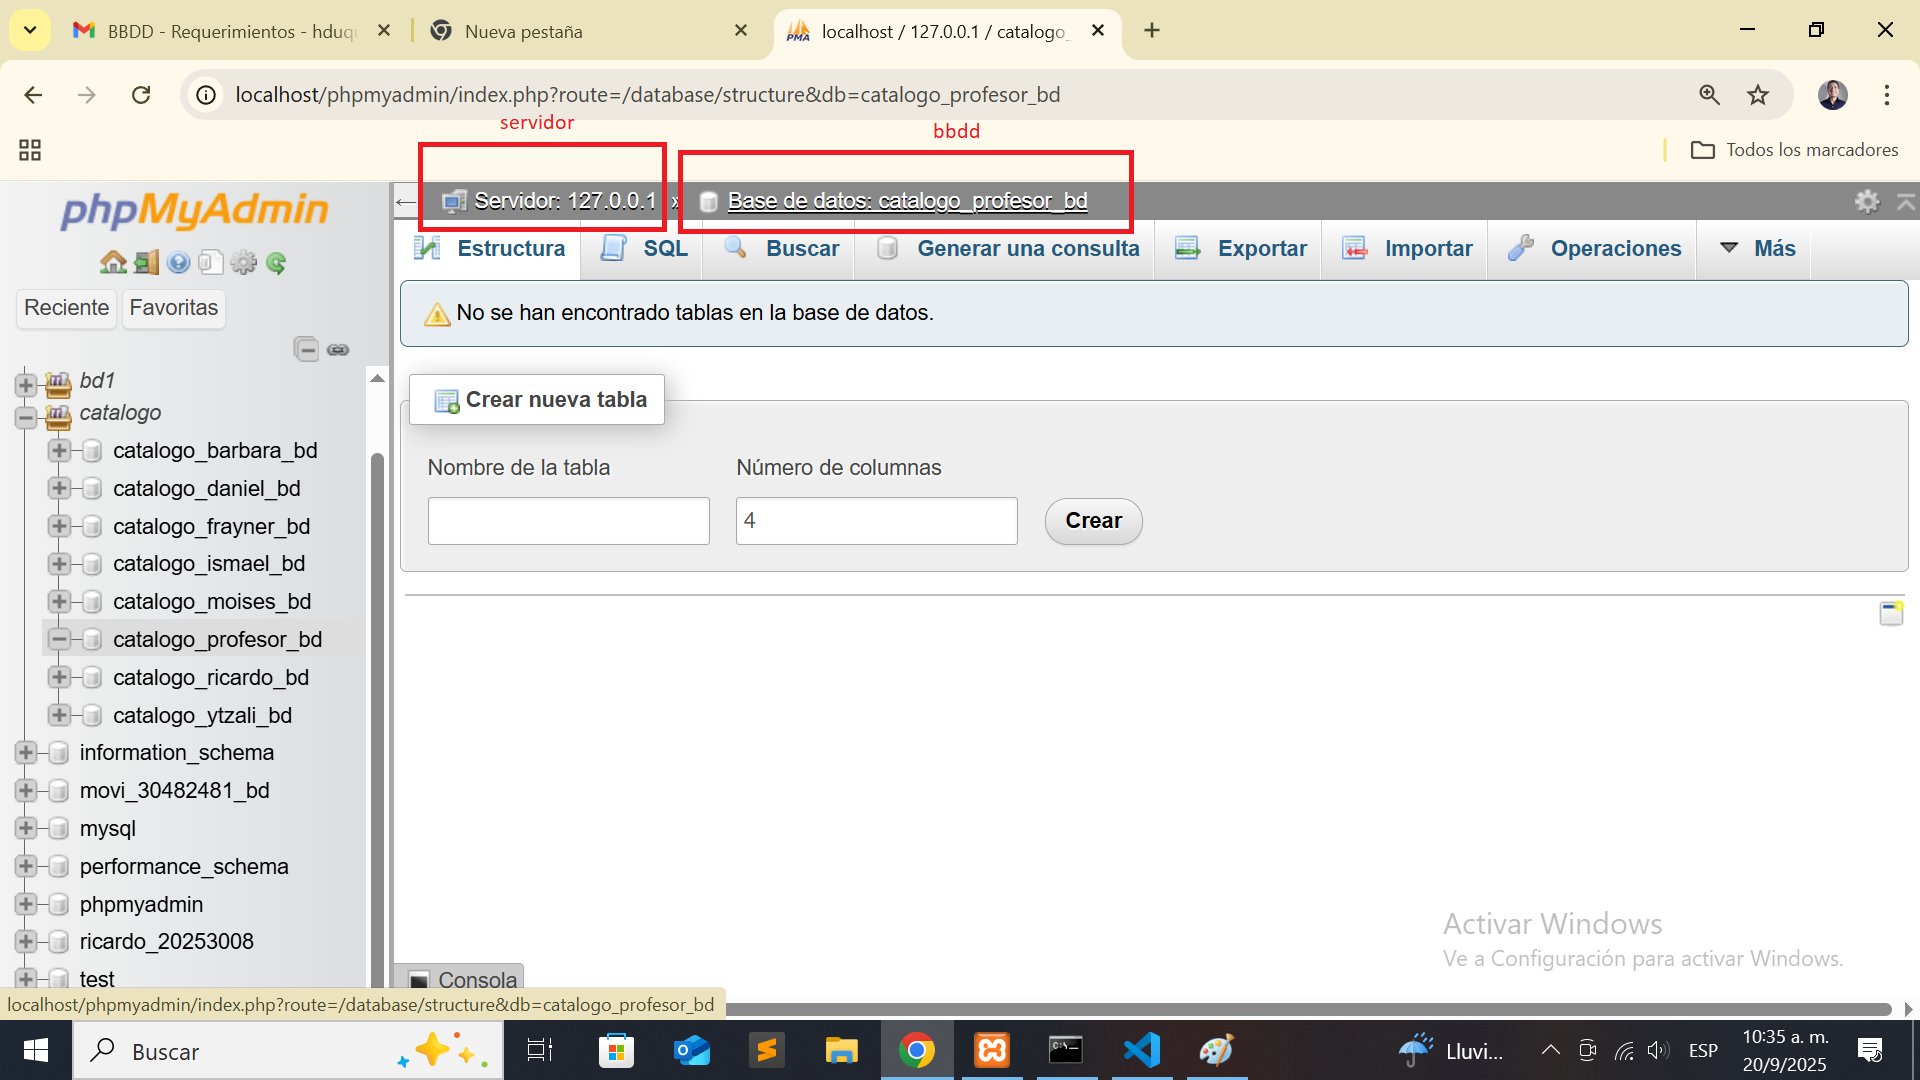 BBDD - Requerimientos - hduqu
Nueva pestaña
localhost / 127.0.0.1 / catalogo_
localhost/phpmyadmin/index.php?route=/database/structure&db=catalogo_profesor_bd
servidor
bbdd
Todos los marcadores
phpMyAdmin
Servidor: 127.0.0.1 »
Base de datos: catalogo_profesor_bd
Estructura
SQL
Buscar
Generar una consulta
Exportar
Importar
Operaciones
Más
Reciente
Favoritas
No se han encontrado tablas en la base de datos.
bd1
catalogo
catalogo_barbara_bd
catalogo_daniel_bd
catalogo_frayner_bd
catalogo_ismael_bd
catalogo_moises_bd
catalogo_profesor_bd
catalogo_ricardo_bd
catalogo_ytzali_bd
information_schema
movi_30482481_bd
mysql
performance_schema
phpmyadmin
ricardo_20253008
test
Crear nueva tabla
Nombre de la tabla
Número de columnas
4
Crear
Activar Windows
Ve a Configuración para activar Windows.
Consola
localhost/phpmyadmin/index.php?route=/database/structure&db=catalogo_profesor_bd
Buscar
Lluvi...
ESP
10:35 a. m.
20/9/2025